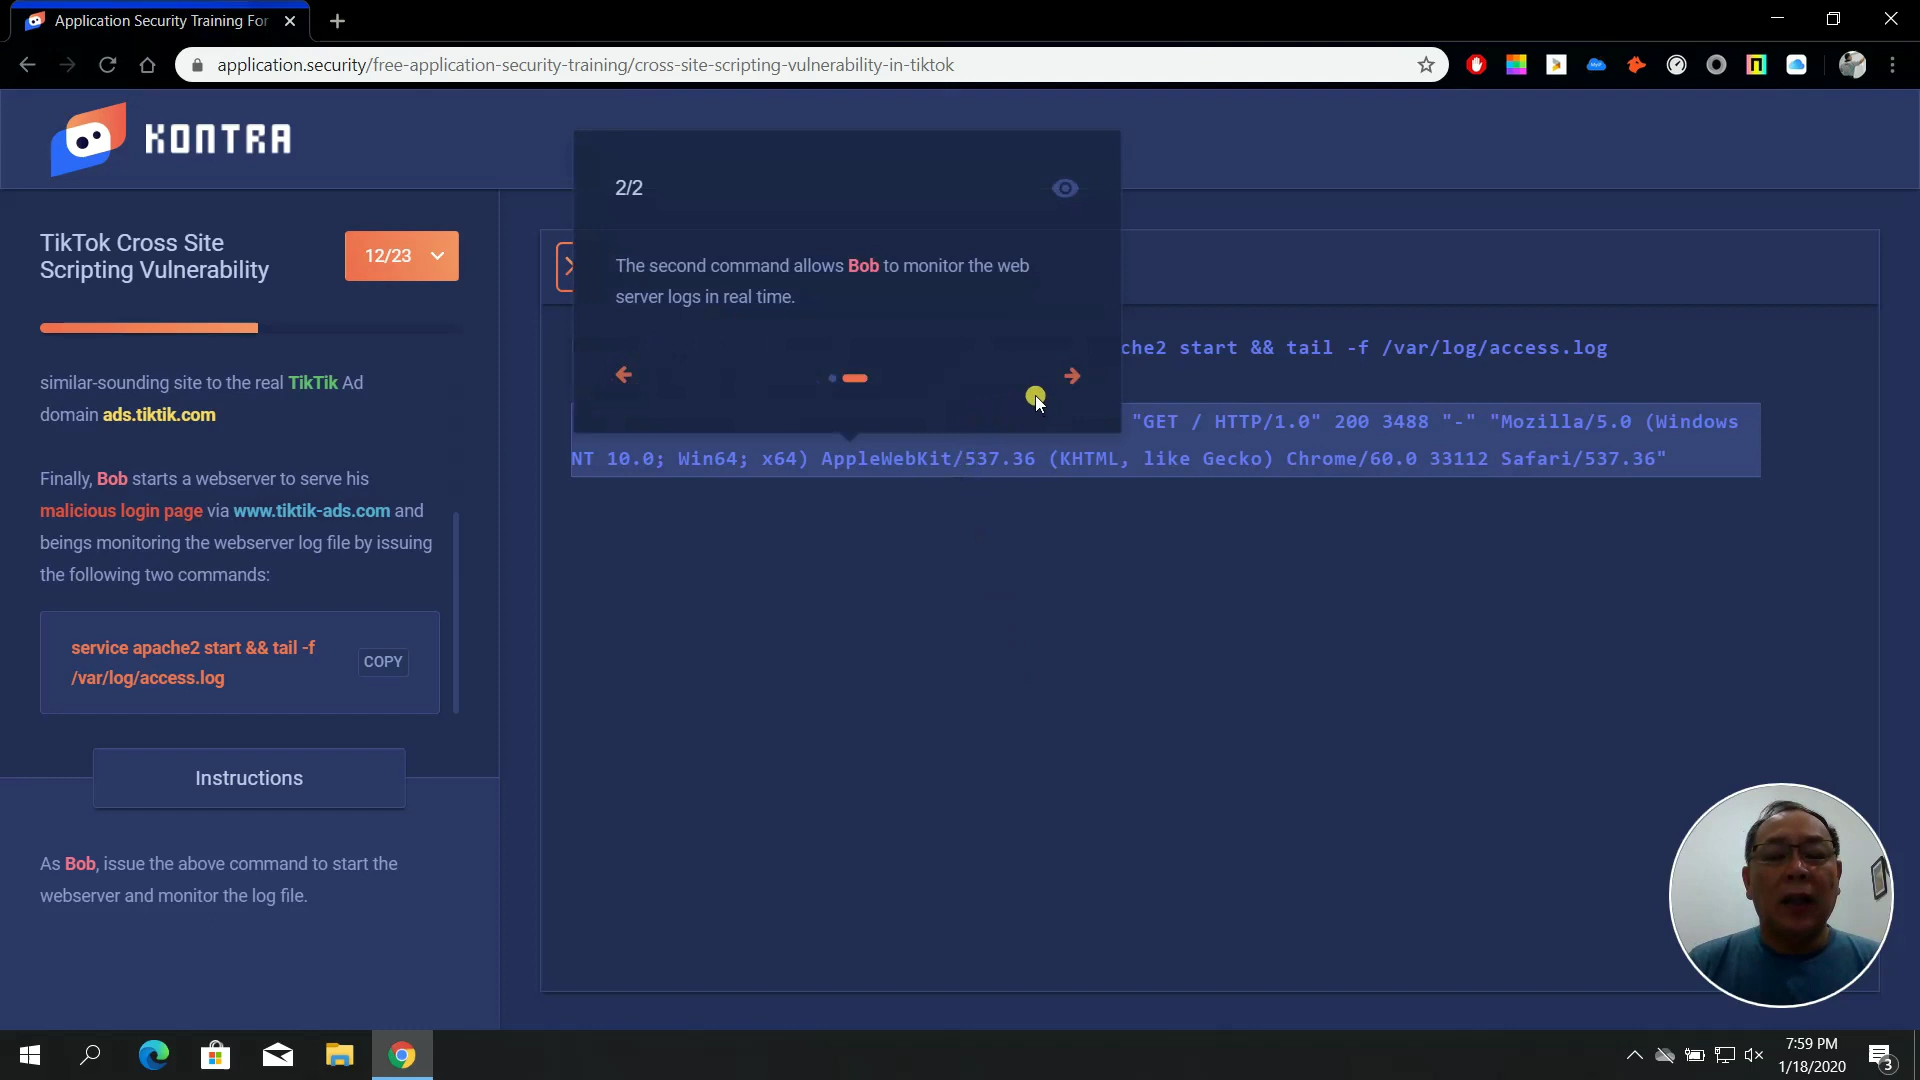 Application Security Training For
application.security/free-application-security-training/cross-site-scripting-vulnerability-in-tiktok
KONTRA
TikTok Cross Site
Scripting Vulnerability
12/23
similar-sounding site to the real TikTik Ad
domain ads.tiktik.com
Finally, Bob starts a webserver to serve his
malicious login page via www.tiktik-ads.com and
beings monitoring the webserver log file by issuing
the following two commands:
service apache2 start && tail -f
/var/log/access.log
COPY
Instructions
As Bob, issue the above command to start the
webserver and monitor the log file.
2/2
The second command allows Bob to monitor the web
server logs in real time.
che2 start && tail -f /var/log/access.log
"GET / HTTP/1.0" 200 3488 "-" "Mozilla/5.0 (Windows
NT 10.0; Win64; x64) AppleWebKit/537.36 (KHTML, like Gecko) Chrome/60.0 33112 Safari/537.36"
7:59 PM
1/18/2020
3